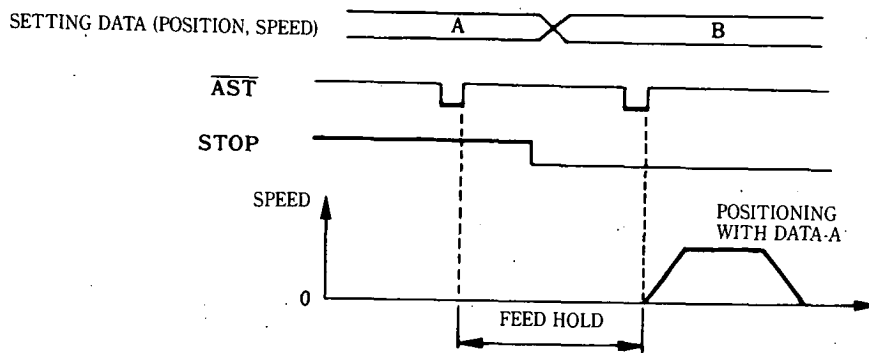 SETTING DATA (POSITION, SPEED)
A
B
AST
STOP
SPEED
POSITIONING
WITH DATA-A
0
FEED HOLD